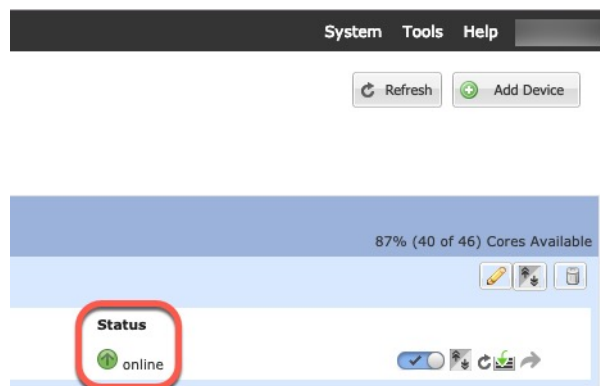 System Tools Help
Refresh Add Device
87% (40 of 46) Cores Available
Status
online